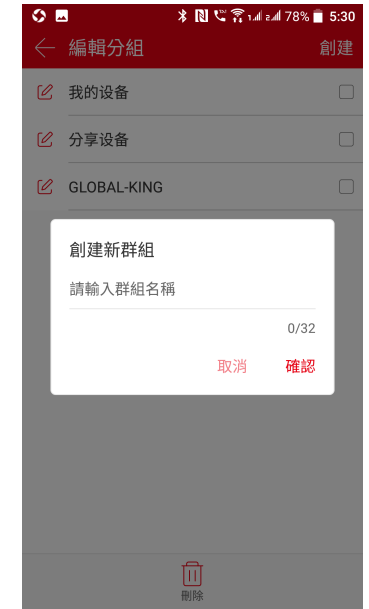 78% 5:30
編輯分組 創建
我的设备
分享设备
GLOBAL-KING
創建新群組
請輸入群組名稱
0/32
取消 確認
刪除